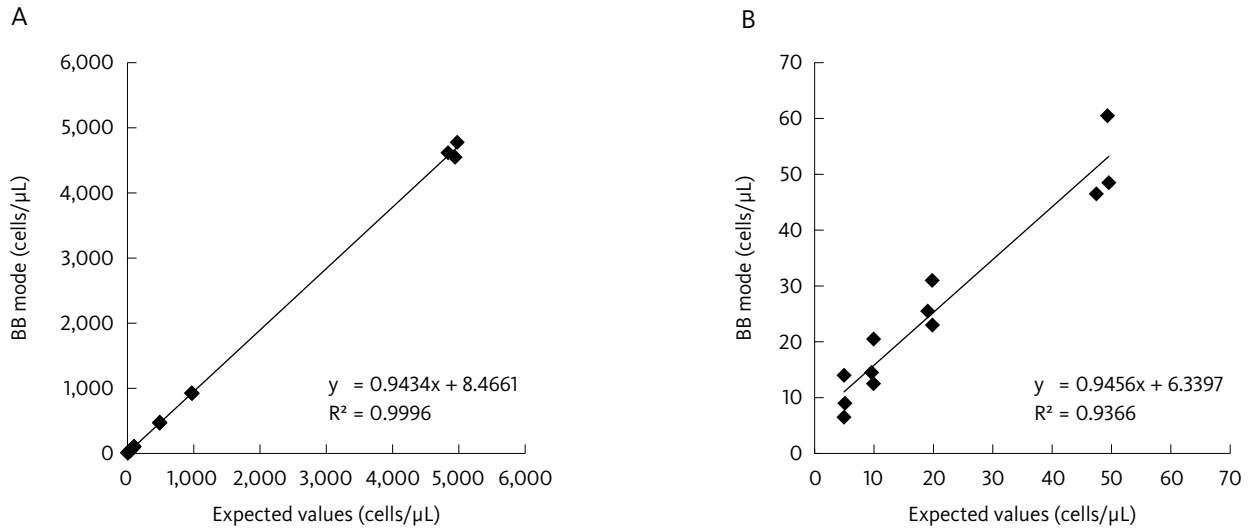 A
6,000
5,000
4,000
3,000
2,000
1,000
0
BB mode (cells/µL)
y = 0.9434x + 8.4661
R² = 0.9996
0 1,000 2,000 3,000 4,000 5,000 6,000
Expected values (cells/µL)
B
70
60
50
40
30
20
10
0
BB mode (cells/µL)
y = 0.9456x + 6.3397
R² = 0.9366
0 10 20 30 40 50 60 70
Expected values (cells/µL)